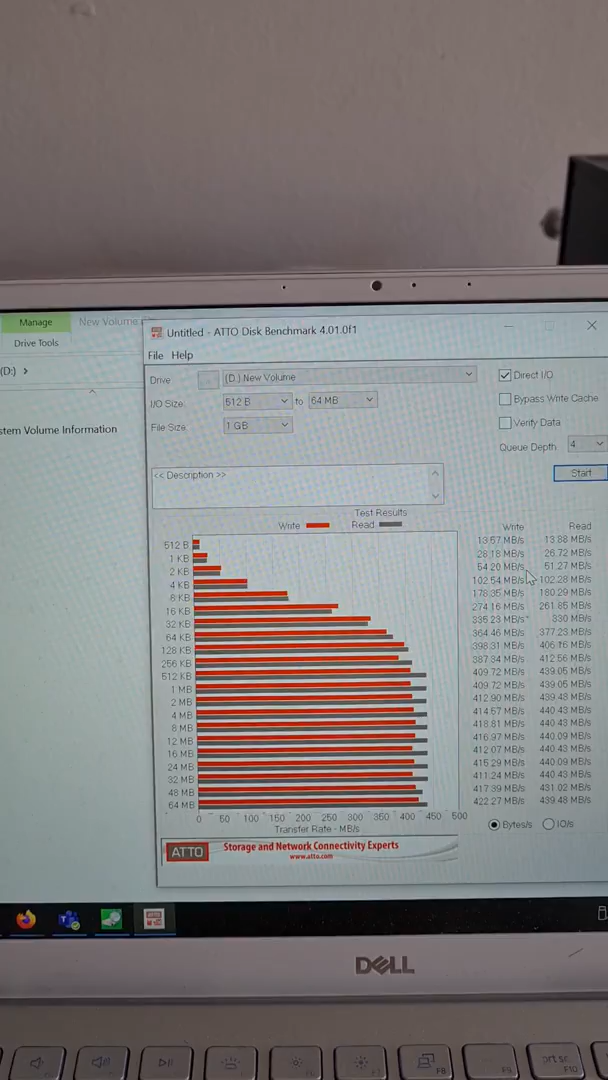 Manage
New Volume
Drive Tools
(D:) >
stem Volume Information
Untitled - ATTO Disk Benchmark 4.01.0f1
File Help
Drive (D:) New Volume
I/O Size: 512 B to 64 MB
File Size: 1 GB
Direct I/O
Bypass Write Cache
Verify Data
Queue Depth: 4
<< Description >>
Start
Test Results
Write Read
Write Read
512 B 13.57 MB/s 13.88 MB/s
1 KB 26.18 MB/s 26.72 MB/s
2 KB 54.20 MB/s 51.27 MB/s
4 KB 102.54 MB/s 102.28 MB/s
8 KB 178.35 MB/s 180.29 MB/s
16 KB 274.16 MB/s 261.85 MB/s
32 KB 335.23 MB/s 330 MB/s
64 KB 364.46 MB/s 377.23 MB/s
128 KB 398.31 MB/s 406.16 MB/s
256 KB 387.34 MB/s 412.56 MB/s
512 KB 409.72 MB/s 439.05 MB/s
1 MB 409.72 MB/s 439.05 MB/s
2 MB 412.90 MB/s 439.43 MB/s
4 MB 414.57 MB/s 440.43 MB/s
8 MB 418.81 MB/s 440.43 MB/s
12 MB 416.97 MB/s 440.09 MB/s
16 MB 412.07 MB/s 440.43 MB/s
24 MB 415.29 MB/s 440.09 MB/s
32 MB 411.24 MB/s 440.43 MB/s
48 MB 417.39 MB/s 431.02 MB/s
64 MB 422.27 MB/s 439.48 MB/s
0 50 100 150 200 250 300 350 400 450 500
Transfer Rate - MB/s
Bytes/s IO/s
ATTO Storage and Network Connectivity Experts
www.atto.com
DELL
F8
F9
prt sc
F10